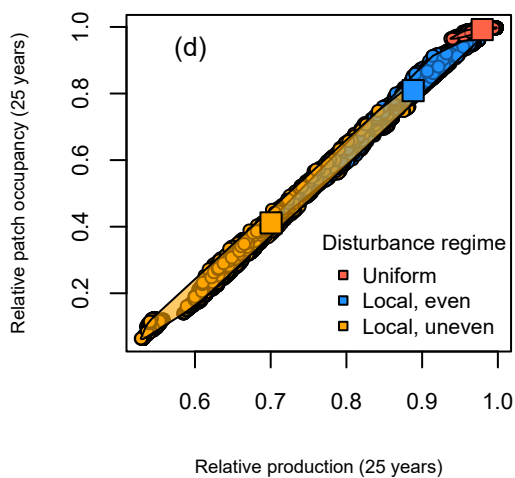 (d)
Relative patch occupancy (25 years)
1.0
0.8
0.6
0.4
0.2
Disturbance regime
Uniform
Local, even
Local, uneven
0.6 0.7 0.8 0.9 1.0
Relative production (25 years)